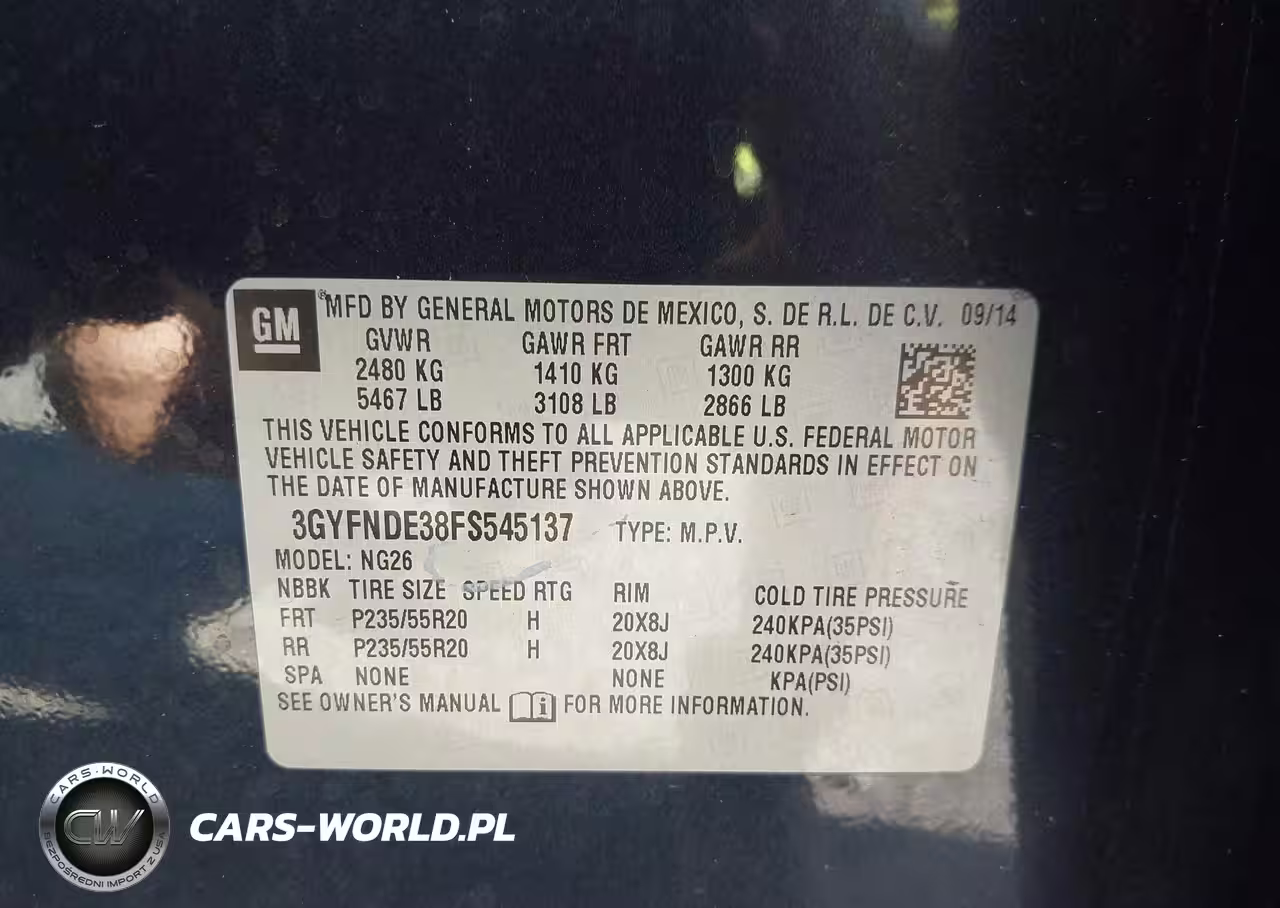 GM
®MFD BY GENERAL MOTORS DE MEXICO, S. DE R.L. DE C.V. 09/14
GVWR GAWR FRT GAWR RR
2480 KG 1410 KG 1300 KG
5467 LB 3108 LB 2866 LB
THIS VEHICLE CONFORMS TO ALL APPLICABLE U.S. FEDERAL MOTOR
VEHICLE SAFETY AND THEFT PREVENTION STANDARDS IN EFFECT ON
THE DATE OF MANUFACTURE SHOWN ABOVE.
3GYFNDE38FS545137 TYPE: M.P.V.
MODEL: NG26
NBBK TIRE SIZE SPEED RTG RIM COLD TIRE PRESSURE
FRT P235/55R20 H 20X8J 240KPA(35PSI)
RR P235/55R20 H 20X8J 240KPA(35PSI)
SPA NONE NONE KPA(PSI)
SEE OWNER'S MANUAL i FOR MORE INFORMATION.
CARS-WORLD
CW
BEZPOŚREDNI IMPORT Z USA
CARS-WORLD.PL